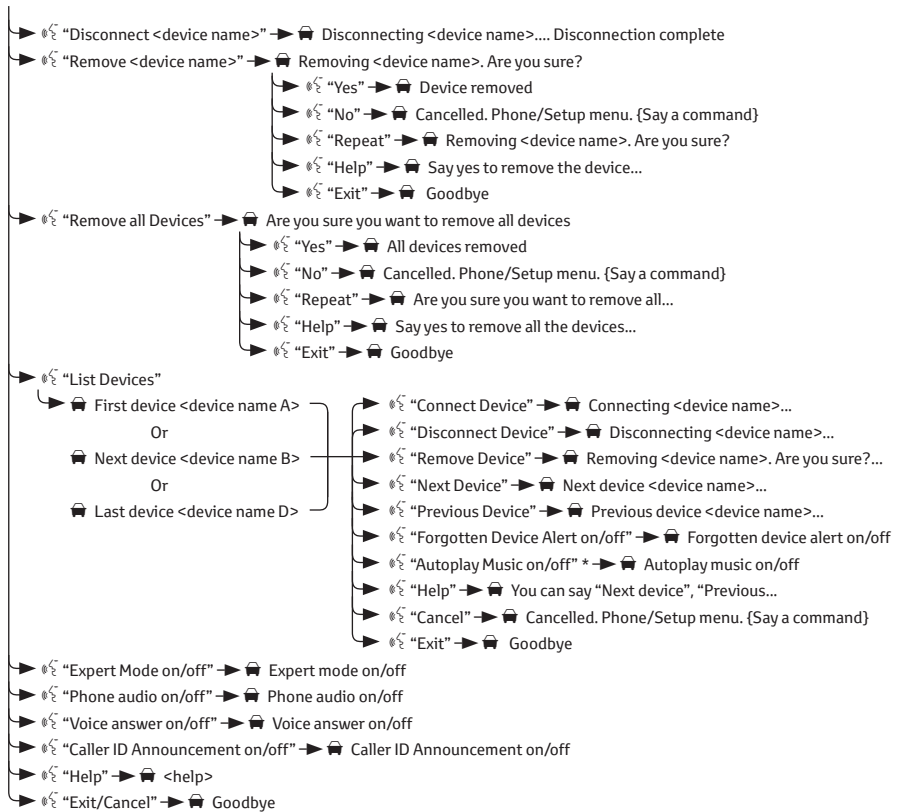 “Disconnect <device name>” Disconnecting <device name>.... Disconnection complete
“Remove <device name>” Removing <device name>. Are you sure?
“Yes” Device removed
“No” Cancelled. Phone/Setup menu. {Say a command}
“Repeat” Removing <device name>. Are you sure?
“Help” Say yes to remove the device...
“Exit” Goodbye
“Remove all Devices” Are you sure you want to remove all devices
“Yes” All devices removed
“No” Cancelled. Phone/Setup menu. {Say a command}
“Repeat” Are you sure you want to remove all...
“Help” Say yes to remove all the devices...
“Exit” Goodbye
“List Devices”
First device <device name A>
Or
Next device <device name B>
Or
Last device <device name D>
“Connect Device” Connecting <device name>...
“Disconnect Device” Disconnecting <device name>...
“Remove Device” Removing <device name>. Are you sure?...
“Next Device” Next device <device name>...
“Previous Device” Previous device <device name>...
“Forgotten Device Alert on/off” Forgotten device alert on/off
“Autoplay Music on/off” * Autoplay music on/off
“Help” You can say "Next device", "Previous...
“Cancel” Cancelled. Phone/Setup menu. {Say a command}
“Exit” Goodbye
“Expert Mode on/off” Expert mode on/off
“Phone audio on/off” Phone audio on/off
“Voice answer on/off” Voice answer on/off
“Caller ID Announcement on/off” Caller ID Announcement on/off
“Help” <help>
“Exit/Cancel” Goodbye